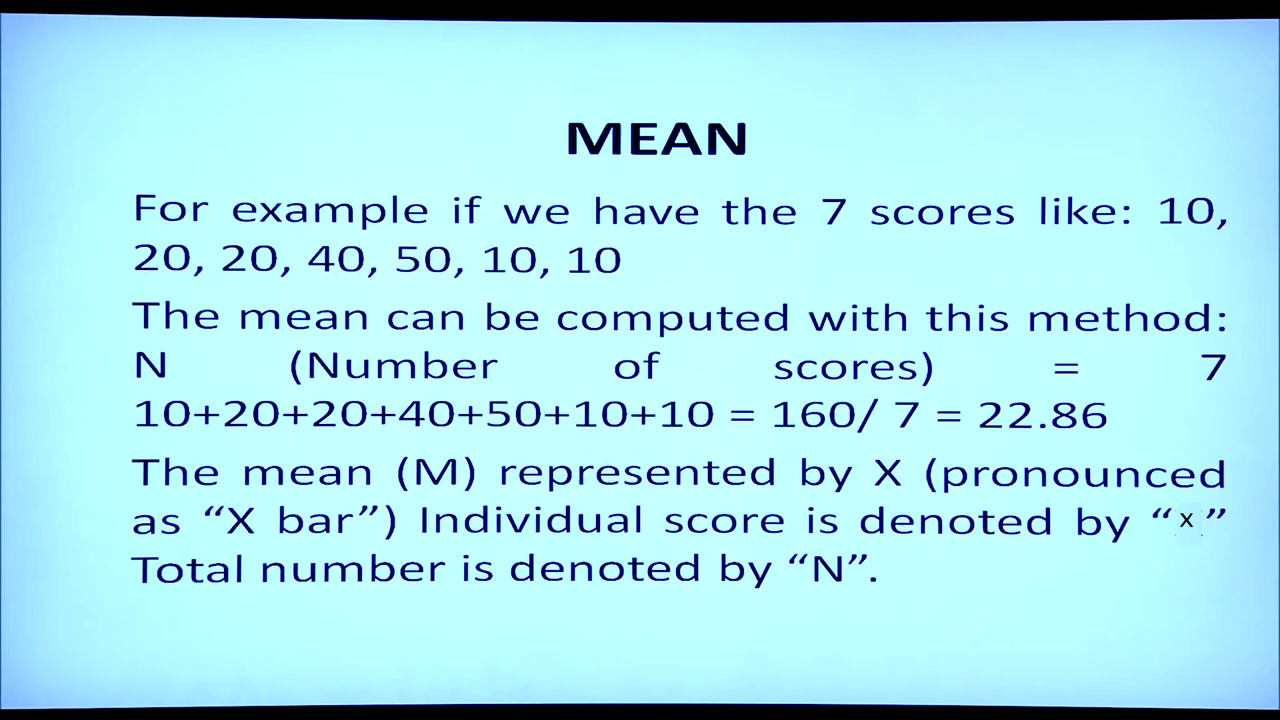 MEAN
For example if we have the 7 scores like: 10,
20, 20, 40, 50, 10, 10
The mean can be computed with this method:
N (Number of scores) = 7
10+20+20+40+50+10+10 = 160/ 7 = 22.86
The mean (M) represented by X (pronounced
as “X bar”) Individual score is denoted by “x”
Total number is denoted by “N”.